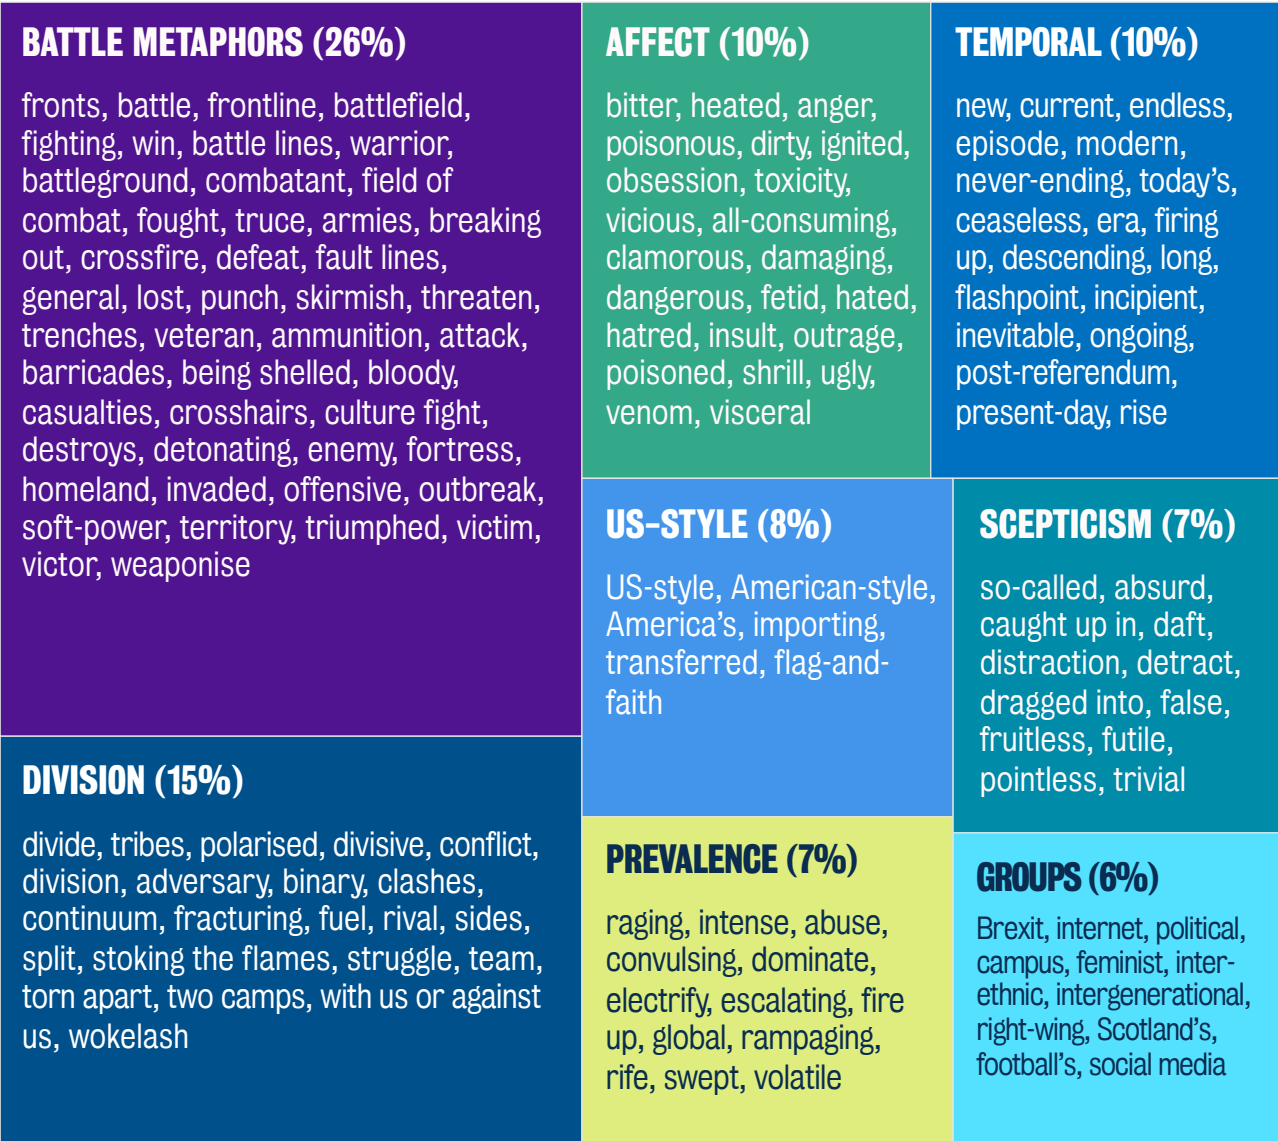 BATTLE METAPHORS (26%)
fronts, battle, frontline, battlefield,
fighting, win, battle lines, warrior,
battleground, combatant, field of
combat, fought, truce, armies, breaking
out, crossfire, defeat, fault lines,
general, lost, punch, skirmish, threaten,
trenches, veteran, ammunition, attack,
barricades, being shelled, bloody,
casualties, crosshairs, culture fight,
destroys, detonating, enemy, fortress,
homeland, invaded, offensive, outbreak,
soft-power, territory, triumphed, victim,
victor, weaponise
DIVISION (15%)
divide, tribes, polarised, divisive, conflict,
division, adversary, binary, clashes,
continuum, fracturing, fuel, rival, sides,
split, stoking the flames, struggle, team,
torn apart, two camps, with us or against
us, wokelash
AFFECT (10%)
bitter, heated, anger,
poisonous, dirty, ignited,
obsession, toxicity,
vicious, all-consuming,
clamorous, damaging,
dangerous, fetid, hated,
hatred, insult, outrage,
poisoned, shrill, ugly,
venom, visceral
TEMPORAL (10%)
new, current, endless,
episode, modern,
never-ending, today’s,
ceaseless, era, firing
up, descending, long,
flashpoint, incipient,
inevitable, ongoing,
post-referendum,
present-day, rise
US-STYLE (8%)
US-style, American-style,
America’s, importing,
transferred, flag-and-
faith
SCEPTICISM (7%)
so-called, absurd,
caught up in, daft,
distraction, detract,
dragged into, false,
fruitless, futile,
pointless, trivial
PREVALENCE (7%)
raging, intense, abuse,
convulsing, dominate,
electrify, escalating, fire
up, global, rampaging,
rife, swept, volatile
GROUPS (6%)
Brexit, internet, political,
campus, feminist, inter-
ethnic, intergenerational,
right-wing, Scotland’s,
football’s, social media